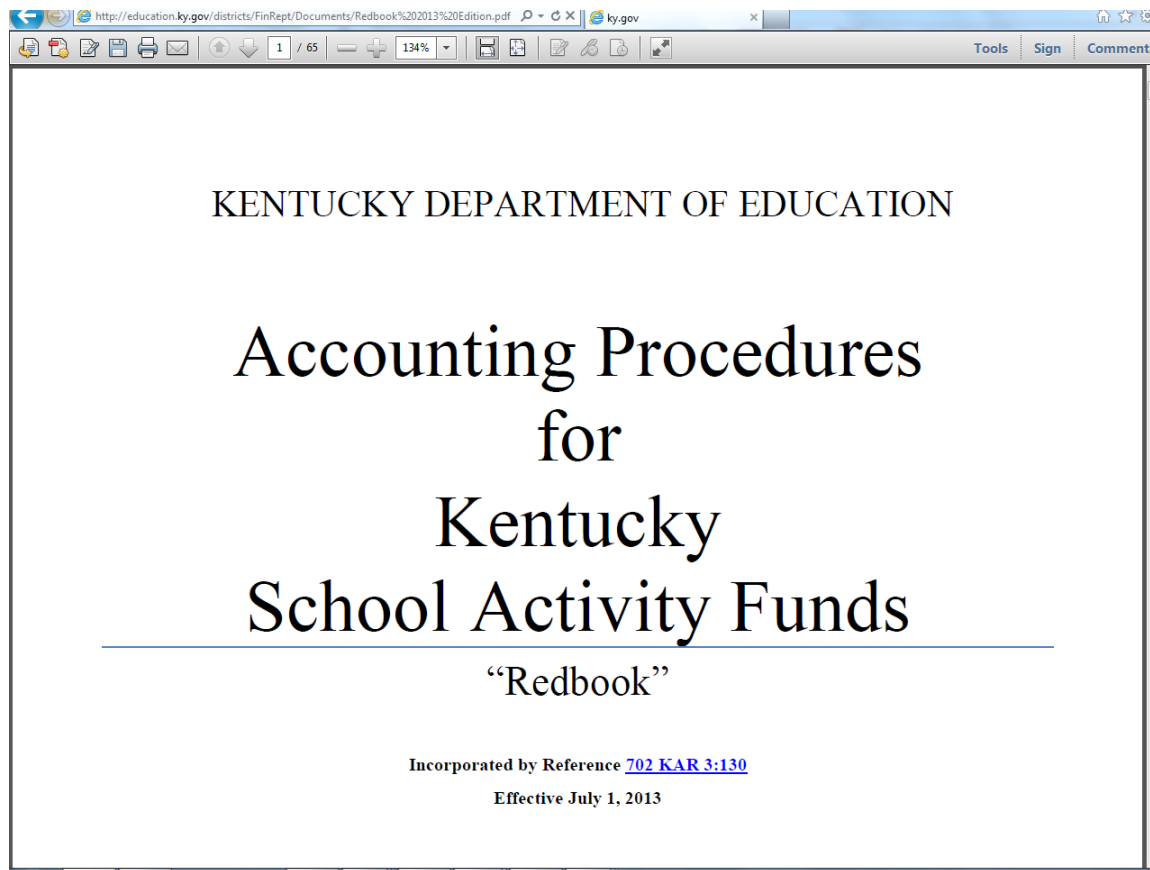 http://education.ky.gov/districts/FinRept/Documents/Redbook%202013%20Edition.pdf
ky.gov
1 / 65
134%
Tools Sign Comment
KENTUCKY DEPARTMENT OF EDUCATION
Accounting Procedures
for
Kentucky
School Activity Funds
“Redbook”
Incorporated by Reference 702 KAR 3:130
Effective July 1, 2013